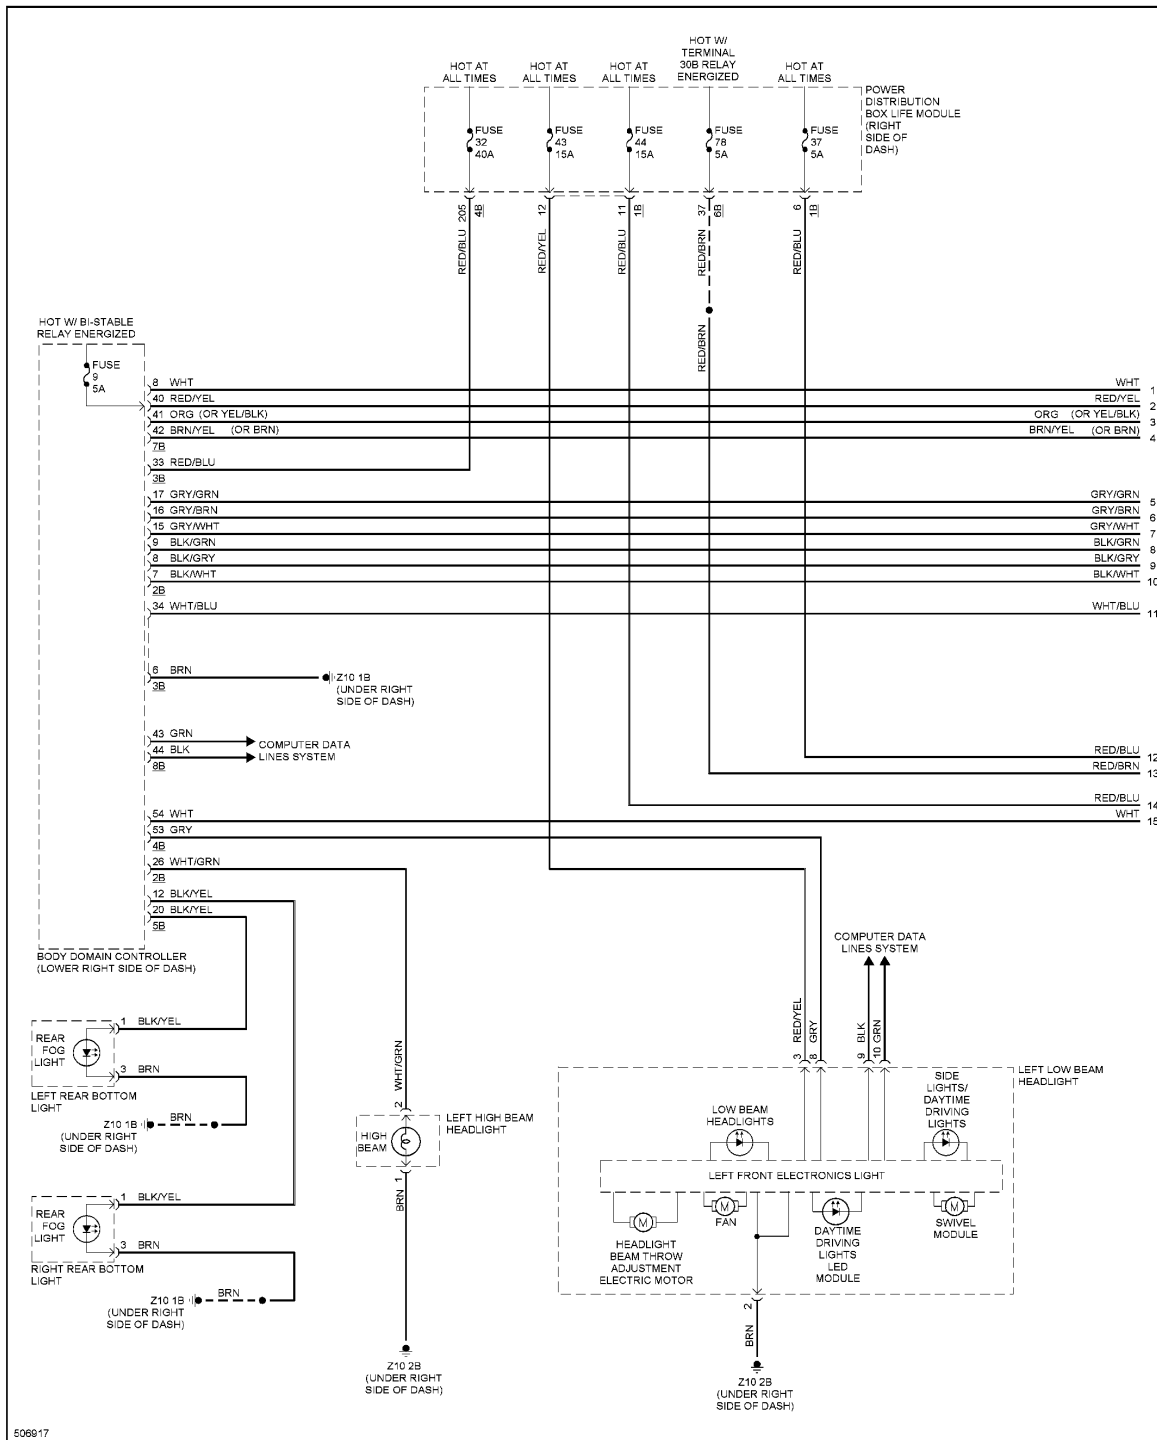 HOT W/
TERMINAL
30B RELAY
ENERGIZED
HOT AT
ALL TIMES
HOT AT
ALL TIMES
HOT AT
ALL TIMES
HOT AT
ALL TIMES
POWER
DISTRIBUTION
BOX LIFE MODULE
(RIGHT
SIDE OF
DASH)
FUSE
32
40A
FUSE
43
15A
FUSE
44
15A
FUSE
78
5A
FUSE
37
5A
205
4B
12
11
1B
37
6B
6
1B
RED/BLU
RED/YEL
RED/BLU
RED/BRN
RED/BLU
RED/BRN
HOT W/ BI-STABLE
RELAY ENERGIZED
FUSE
9
5A
8 WHT
WHT 1
40 RED/YEL
RED/YEL 2
41 ORG (OR YEL/BLK)
ORG (OR YEL/BLK) 3
42 BRN/YEL (OR BRN)
BRN/YEL (OR BRN) 4
7B
33 RED/BLU
3B
17 GRY/GRN
GRY/GRN 5
16 GRY/BRN
GRY/BRN 6
15 GRY/WHT
GRY/WHT 7
9 BLK/GRN
BLK/GRN 8
8 BLK/GRY
BLK/GRY 9
7 BLK/WHT
BLK/WHT 10
2B
34 WHT/BLU
WHT/BLU 11
6 BRN
3B
Z10 1B
(UNDER RIGHT
SIDE OF DASH)
43 GRN
44 BLK
8B
COMPUTER DATA
LINES SYSTEM
RED/BLU 12
RED/BRN 13
RED/BLU 14
54 WHT
WHT 15
53 GRY
4B
26 WHT/GRN
2B
12 BLK/YEL
20 BLK/YEL
5B
BODY DOMAIN CONTROLLER
(LOWER RIGHT SIDE OF DASH)
COMPUTER DATA
LINES SYSTEM
3 RED/YEL
8 GRY
9 BLK
10 GRN
REAR
FOG
LIGHT
1 BLK/YEL
3 BRN
LEFT REAR BOTTOM
LIGHT
Z10 1B
(UNDER RIGHT
SIDE OF DASH)
BRN
WHT/GRN
2
HIGH
BEAM
LEFT HIGH BEAM
HEADLIGHT
1
BRN
LEFT LOW BEAM
HEADLIGHT
LOW BEAM
HEADLIGHTS
SIDE
LIGHTS/
DAYTIME
DRIVING
LIGHTS
LEFT FRONT ELECTRONICS LIGHT
M
HEADLIGHT
BEAM THROW
ADJUSTMENT
ELECTRIC MOTOR
M
FAN
DAYTIME
DRIVING
LIGHTS
LED
MODULE
M
SWIVEL
MODULE
2
BRN
REAR
FOG
LIGHT
1 BLK/YEL
3 BRN
RIGHT REAR BOTTOM
LIGHT
Z10 1B
(UNDER RIGHT
SIDE OF DASH)
BRN
Z10 2B
(UNDER RIGHT
SIDE OF DASH)
Z10 2B
(UNDER RIGHT
SIDE OF DASH)
506917